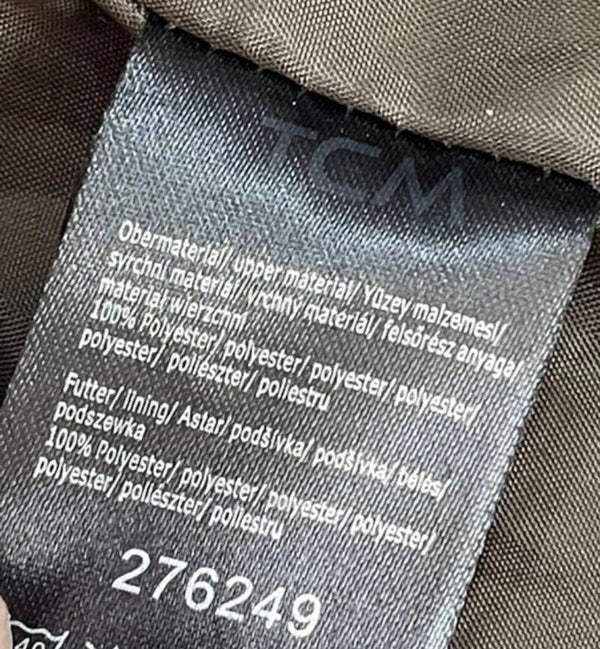 TCM
Obermaterial/ upper material/ Yüzey malzemesi/
svrchní materiál/ vrchný materiál/ felsőrész anyaga/
materiał wierzchni
100% Polyester/ polyester/ polyester/ polyester/
polyester/ poliészter/ poliestru
Futter/ lining/ Astar/ podšívka/ podšívka/ bélés/
podszewka
100% Polyester/ polyester/ polyester/ polyester/
polyester/ poliészter/ poliestru
276249
40